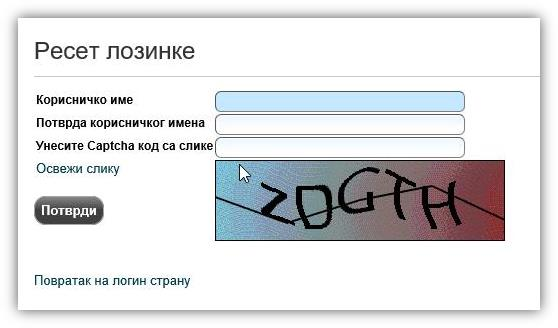 Ресет лозинке
Корисничко име
Потврда корисничког имена
Унесите Captcha код са слике
Освежи слику
Потврди
Повратак на логин страну